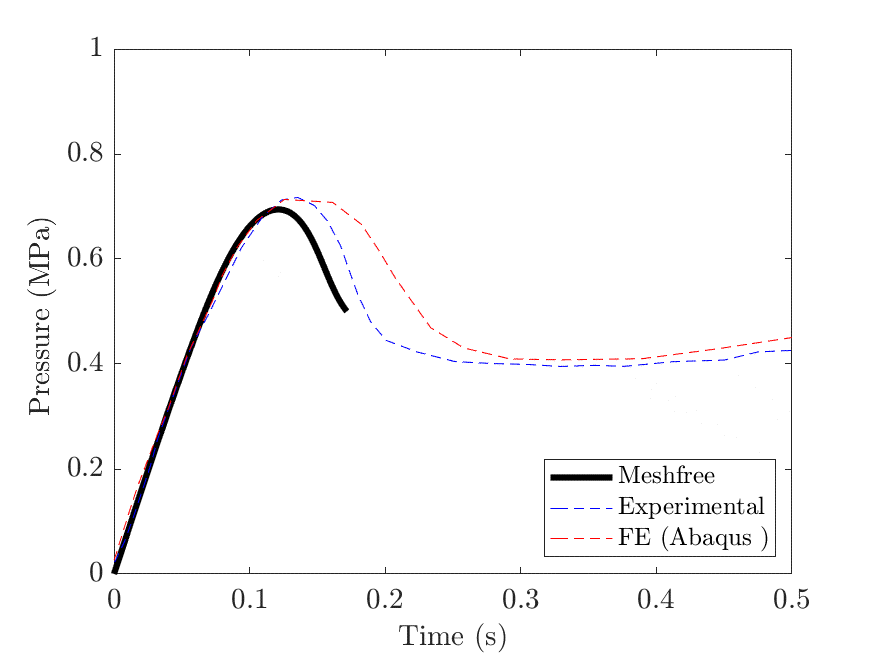 1
0.8
0.6
0.4
0.2
0
Pressure (MPa)
Meshfree
Experimental
FE (Abaqus )
0 0.1 0.2 0.3 0.4 0.5
Time (s)